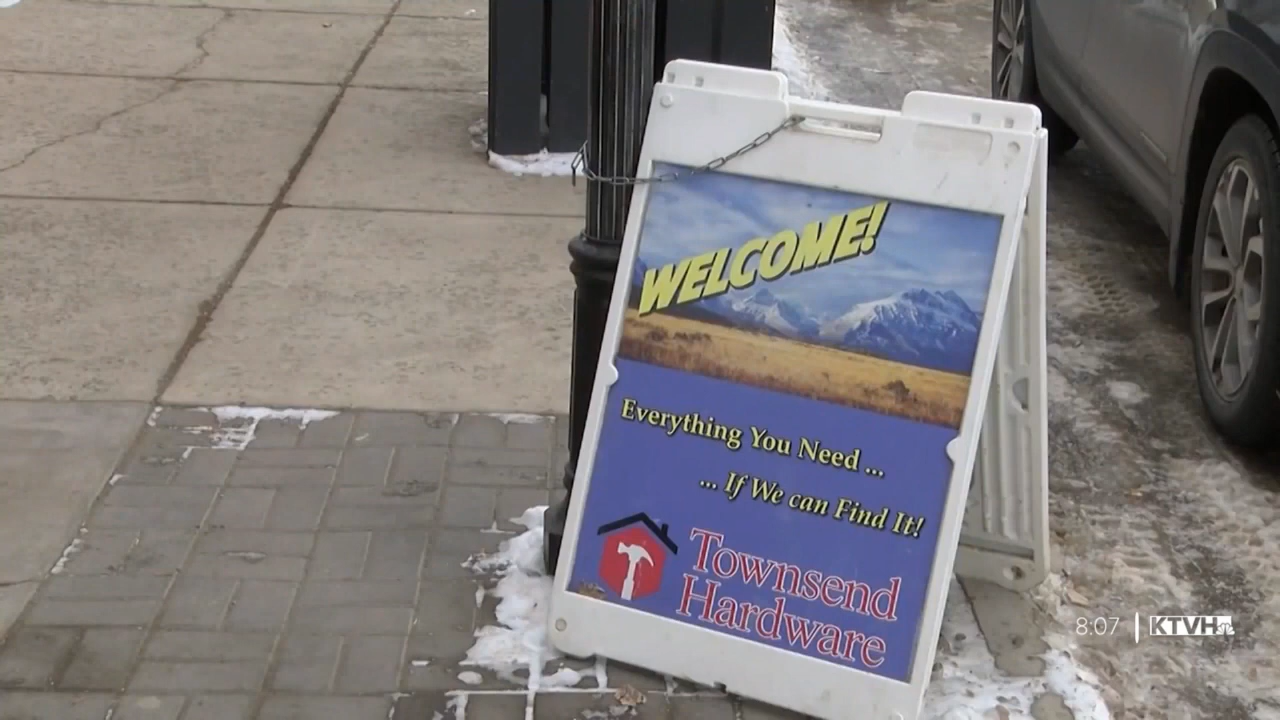 WELCOME!
Everything You Need ...
... If We can Find It!
Townsend
Hardware
8:07 KTVH